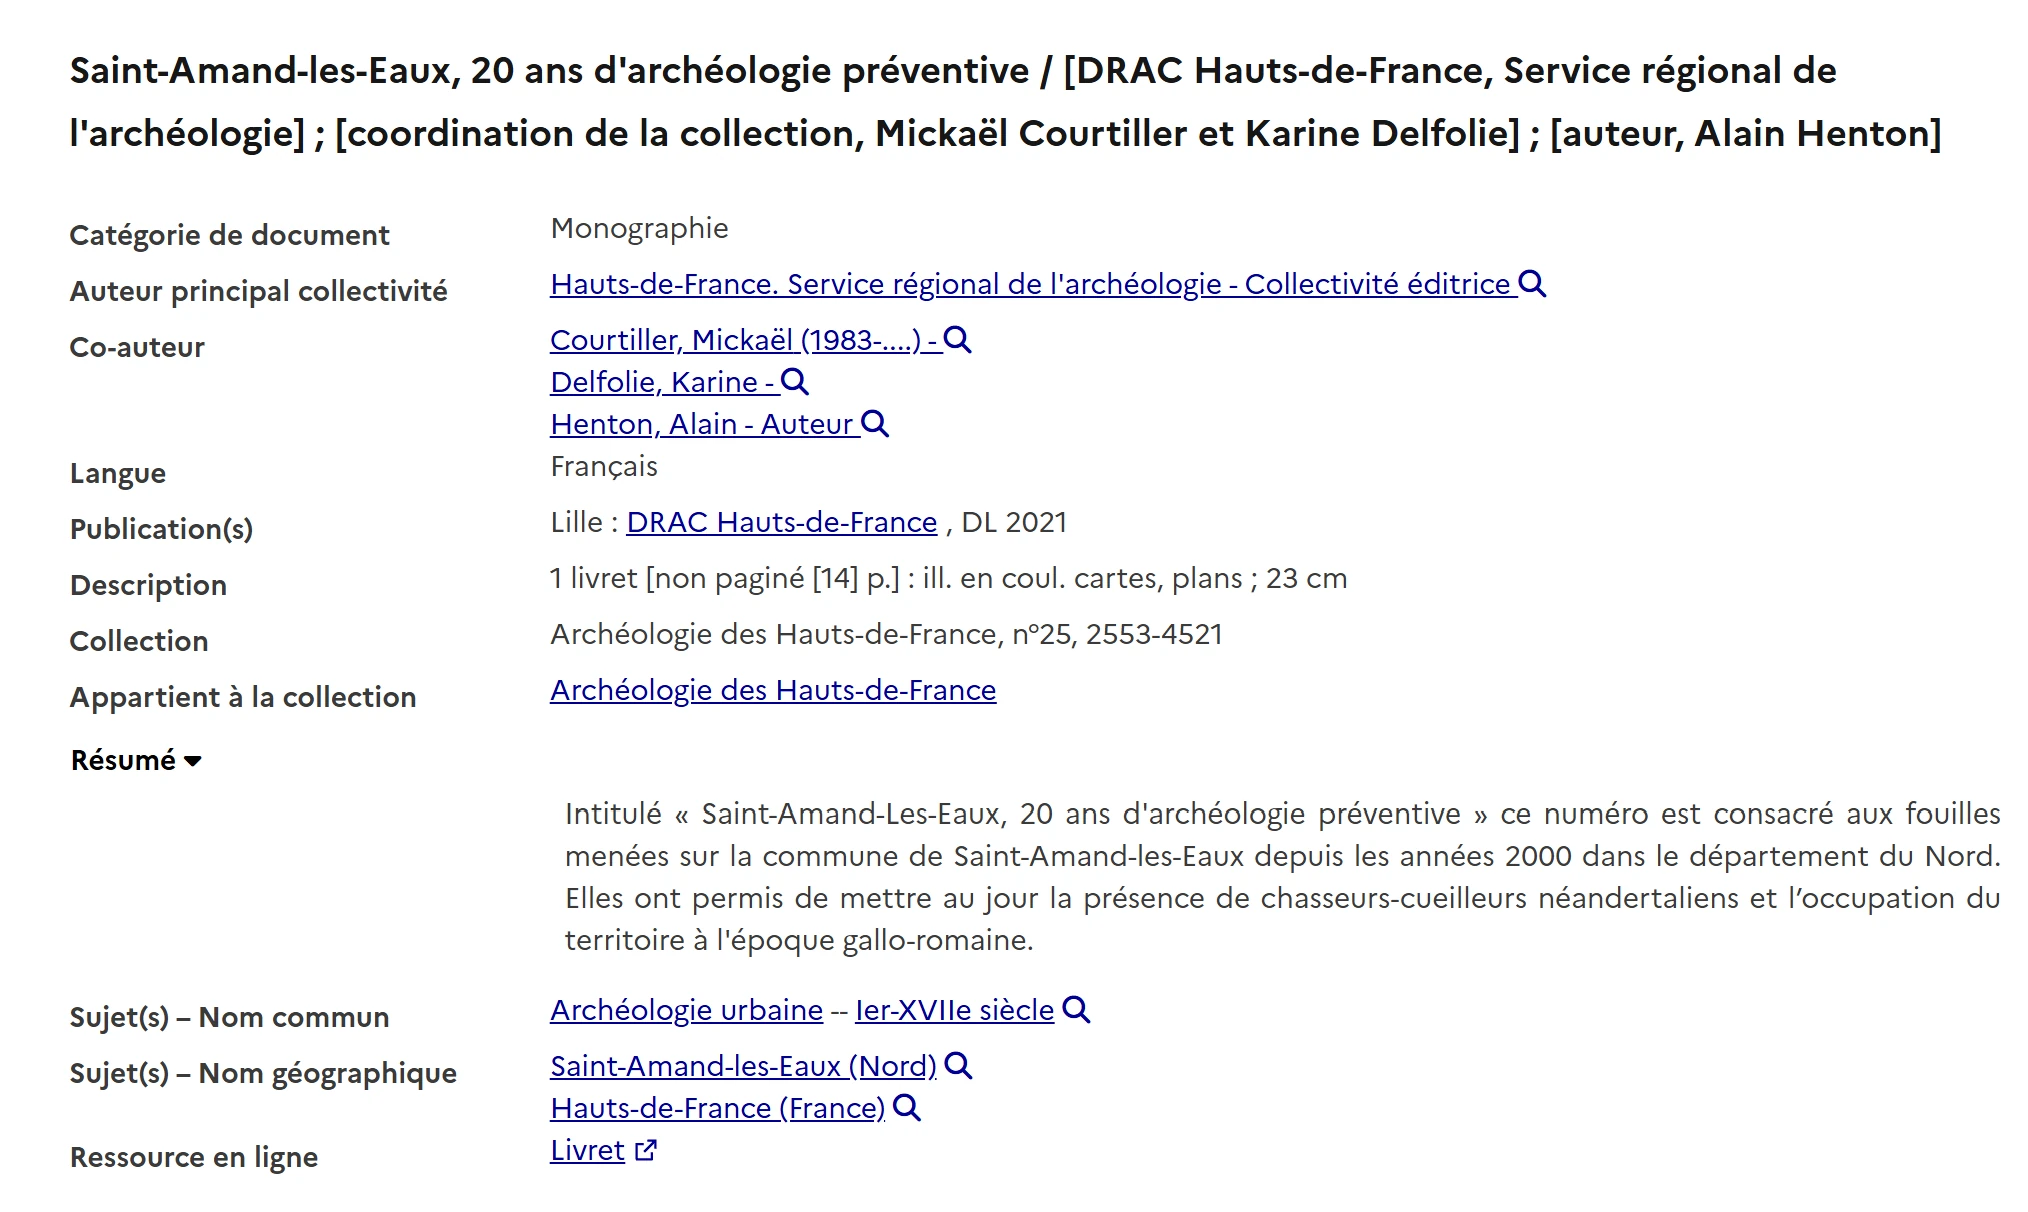 Saint-Amand-les-Eaux, 20 ans d'archéologie préventive / [DRAC Hauts-de-France, Service régional de
l'archéologie] ; [coordination de la collection, Mickaël Courtiller et Karine Delfolie] ; [auteur, Alain Henton]
Catégorie de document Monographie
Auteur principal collectivité Hauts-de-France. Service régional de l'archéologie - Collectivité éditrice
Co-auteur Courtiller, Mickaël (1983-....) -
Delfolie, Karine -
Henton, Alain - Auteur
Langue Français
Publication(s) Lille : DRAC Hauts-de-France , DL 2021
Description 1 livret [non paginé [14] p.] : ill. en coul. cartes, plans ; 23 cm
Collection Archéologie des Hauts-de-France, n°25, 2553-4521
Appartient à la collection Archéologie des Hauts-de-France
Résumé
Intitulé « Saint-Amand-Les-Eaux, 20 ans d'archéologie préventive » ce numéro est consacré aux fouilles
menées sur la commune de Saint-Amand-les-Eaux depuis les années 2000 dans le département du Nord.
Elles ont permis de mettre au jour la présence de chasseurs-cueilleurs néandertaliens et l’occupation du
territoire à l'époque gallo-romaine.
Sujet(s) – Nom commun Archéologie urbaine -- Ier-XVIIe siècle
Sujet(s) – Nom géographique Saint-Amand-les-Eaux (Nord)
Hauts-de-France (France)
Ressource en ligne Livret